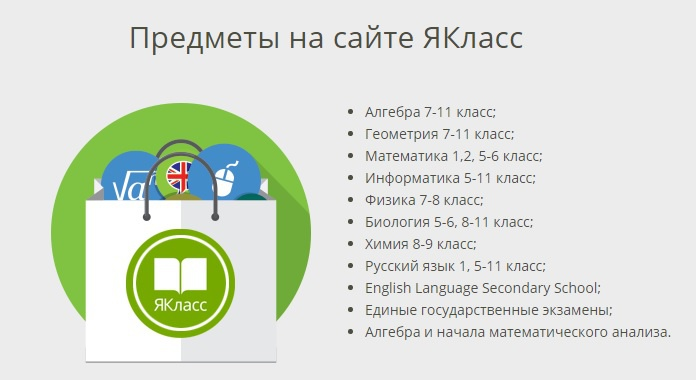 Предметы на сайте ЯКласс
Алгебра 7-11 класс;
Геометрия 7-11 класс;
Математика 1,2, 5-6 класс;
Информатика 5-11 класс;
Физика 7-8 класс;
Биология 5-6, 8-11 класс;
Химия 8-9 класс;
Русский язык 1, 5-11 класс;
English Language Secondary School;
Единые государственные экзамены;
Алгебра и начала математического анализа.
√a
ЯКласс